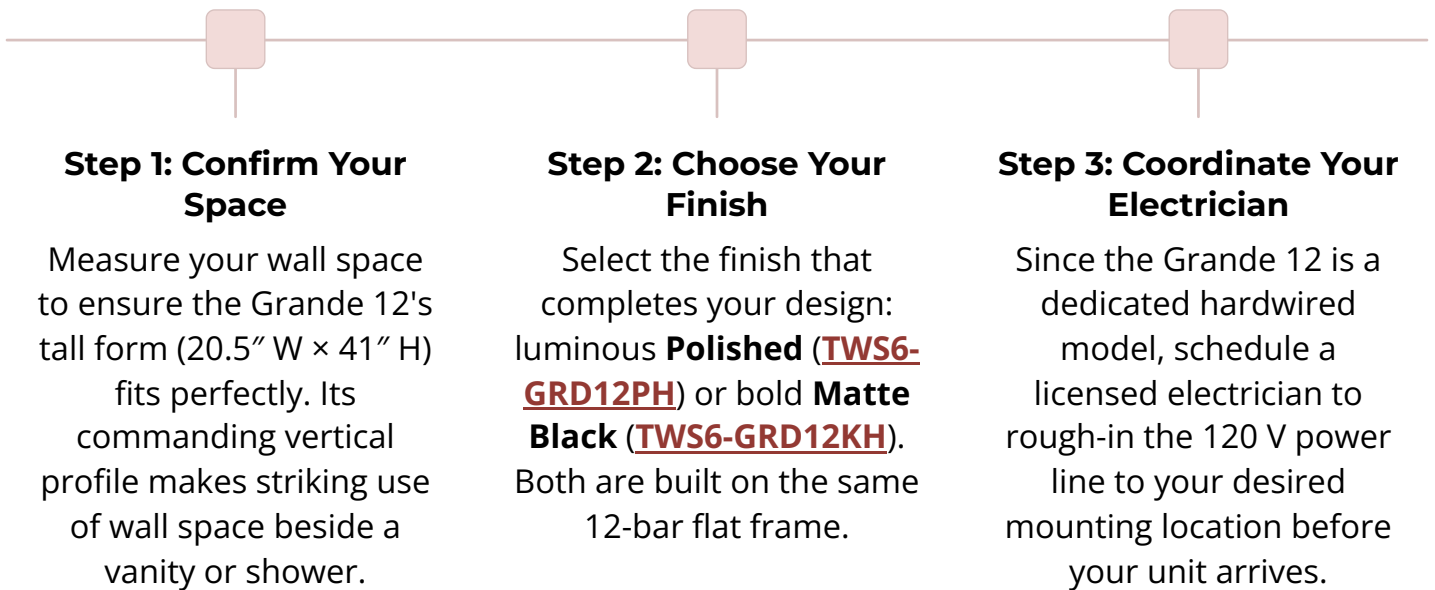 Step 1: Confirm Your
Space
Measure your wall space
to ensure the Grande 12's
tall form (20.5″ W × 41″ H)
fits perfectly. Its
commanding vertical
profile makes striking use
of wall space beside a
vanity or shower.
Step 2: Choose Your
Finish
Select the finish that
completes your design:
luminous Polished (TWS6-
GRD12PH) or bold Matte
Black (TWS6-GRD12KH).
Both are built on the same
12-bar flat frame.
Step 3: Coordinate Your
Electrician
Since the Grande 12 is a
dedicated hardwired
model, schedule a
licensed electrician to
rough-in the 120 V power
line to your desired
mounting location before
your unit arrives.